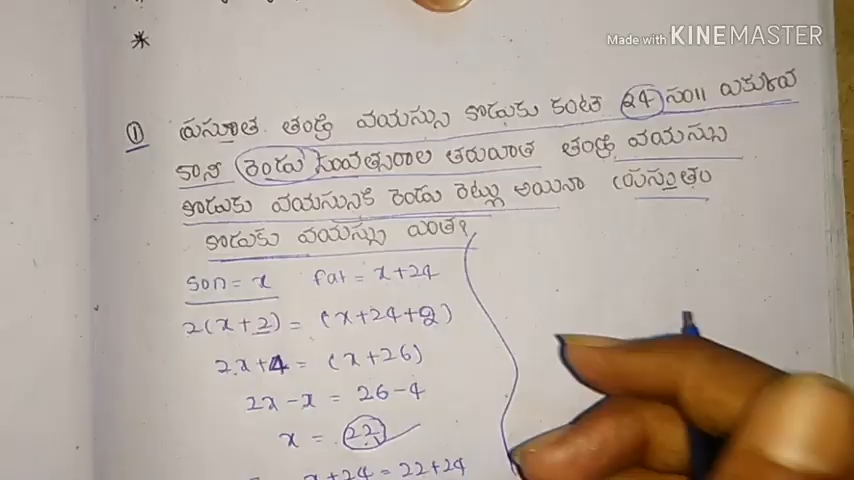 Made with KINEMASTER
*
① ప్రస్తుత తండ్రి వయస్సు కొడుకు కంటె 24 సం॥ ఎక్కువ
కాని రెండు సంవత్సరాల తరువాత తండ్రి వయస్సు
కొడుకు వయస్సునకి రెండు రెట్లు అయినా ప్రస్తుతం
కొడుకు వయస్సు ఎంత?
son = x fat = x+24
2(x+2) = (x+24+2)
2x+4 = (x+26)
2x-x = 26-4
x = 22
= x+24 = 22+24